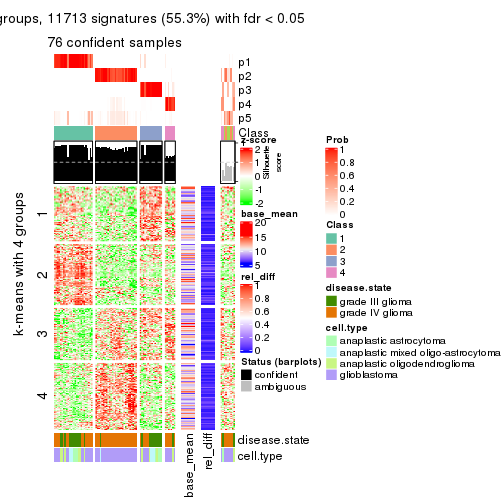 groups, 11713 signatures (55.3%) with fdr < 0.05
76 confident samples
p1
p2
p3
p4
p5
Class
k-means with 4 groups
1
2
3
4
z-score
2
1
0
-1
-2
Silhouette
score
base_mean
20
15
10
5
rel_diff
1
0.8
0.6
0.4
0.2
0
Status (barplots)
confident
ambiguous
Prob
1
0.8
0.6
0.4
0.2
0
Class
1
2
3
4
disease.state
grade III glioma
grade IV glioma
cell.type
anaplastic astrocytoma
anaplastic mixed oligo-astrocytoma
anaplastic oligodendroglioma
glioblastoma
disease.state
cell.type
base_mean
rel_diff